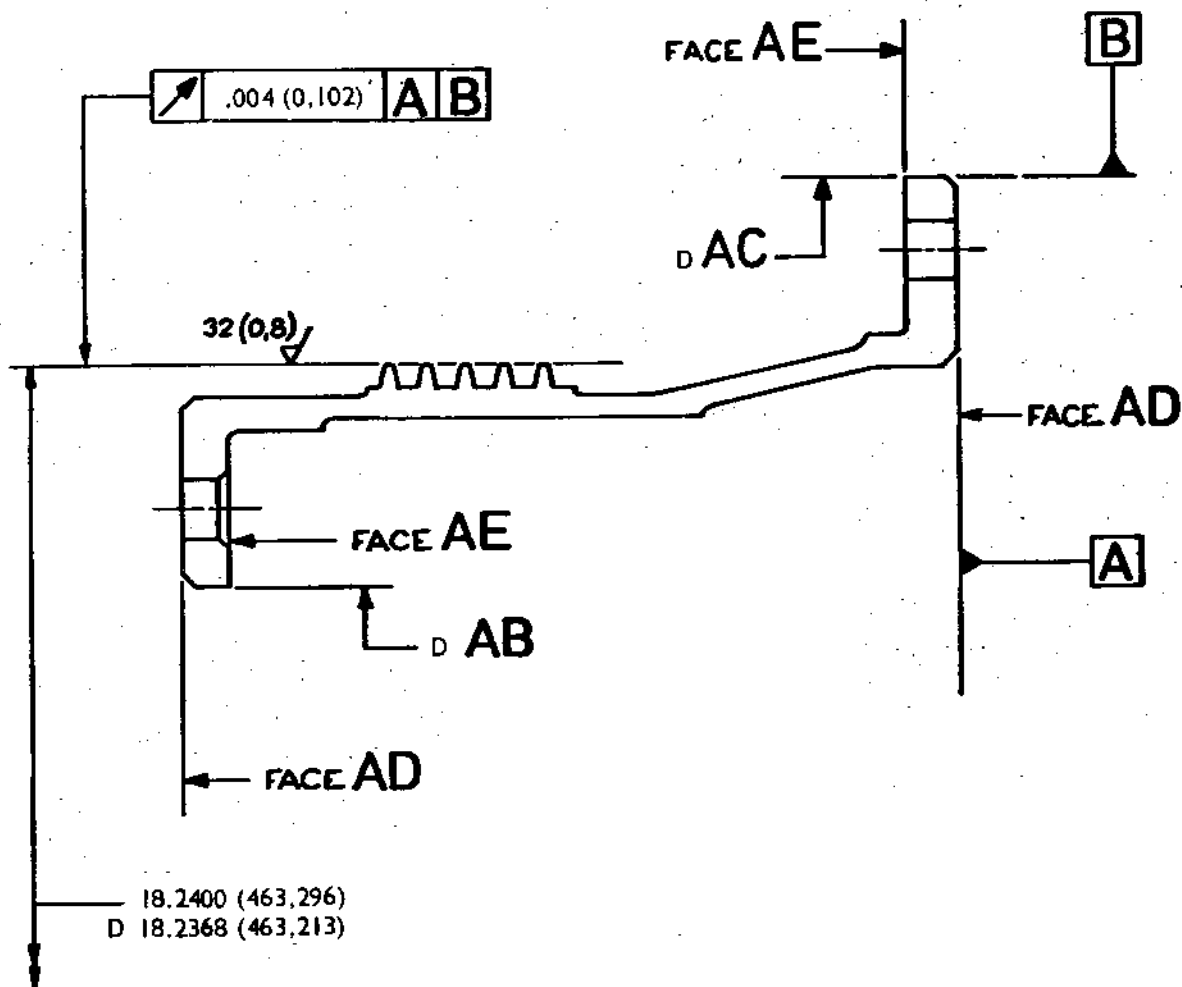 FACE AE
B
.004 (0,102) A B
D AC
32 (0,8)
FACE AD
FACE AE
A
D AB
FACE AD
18.2400 (463,296)
D 18.2368 (463,213)